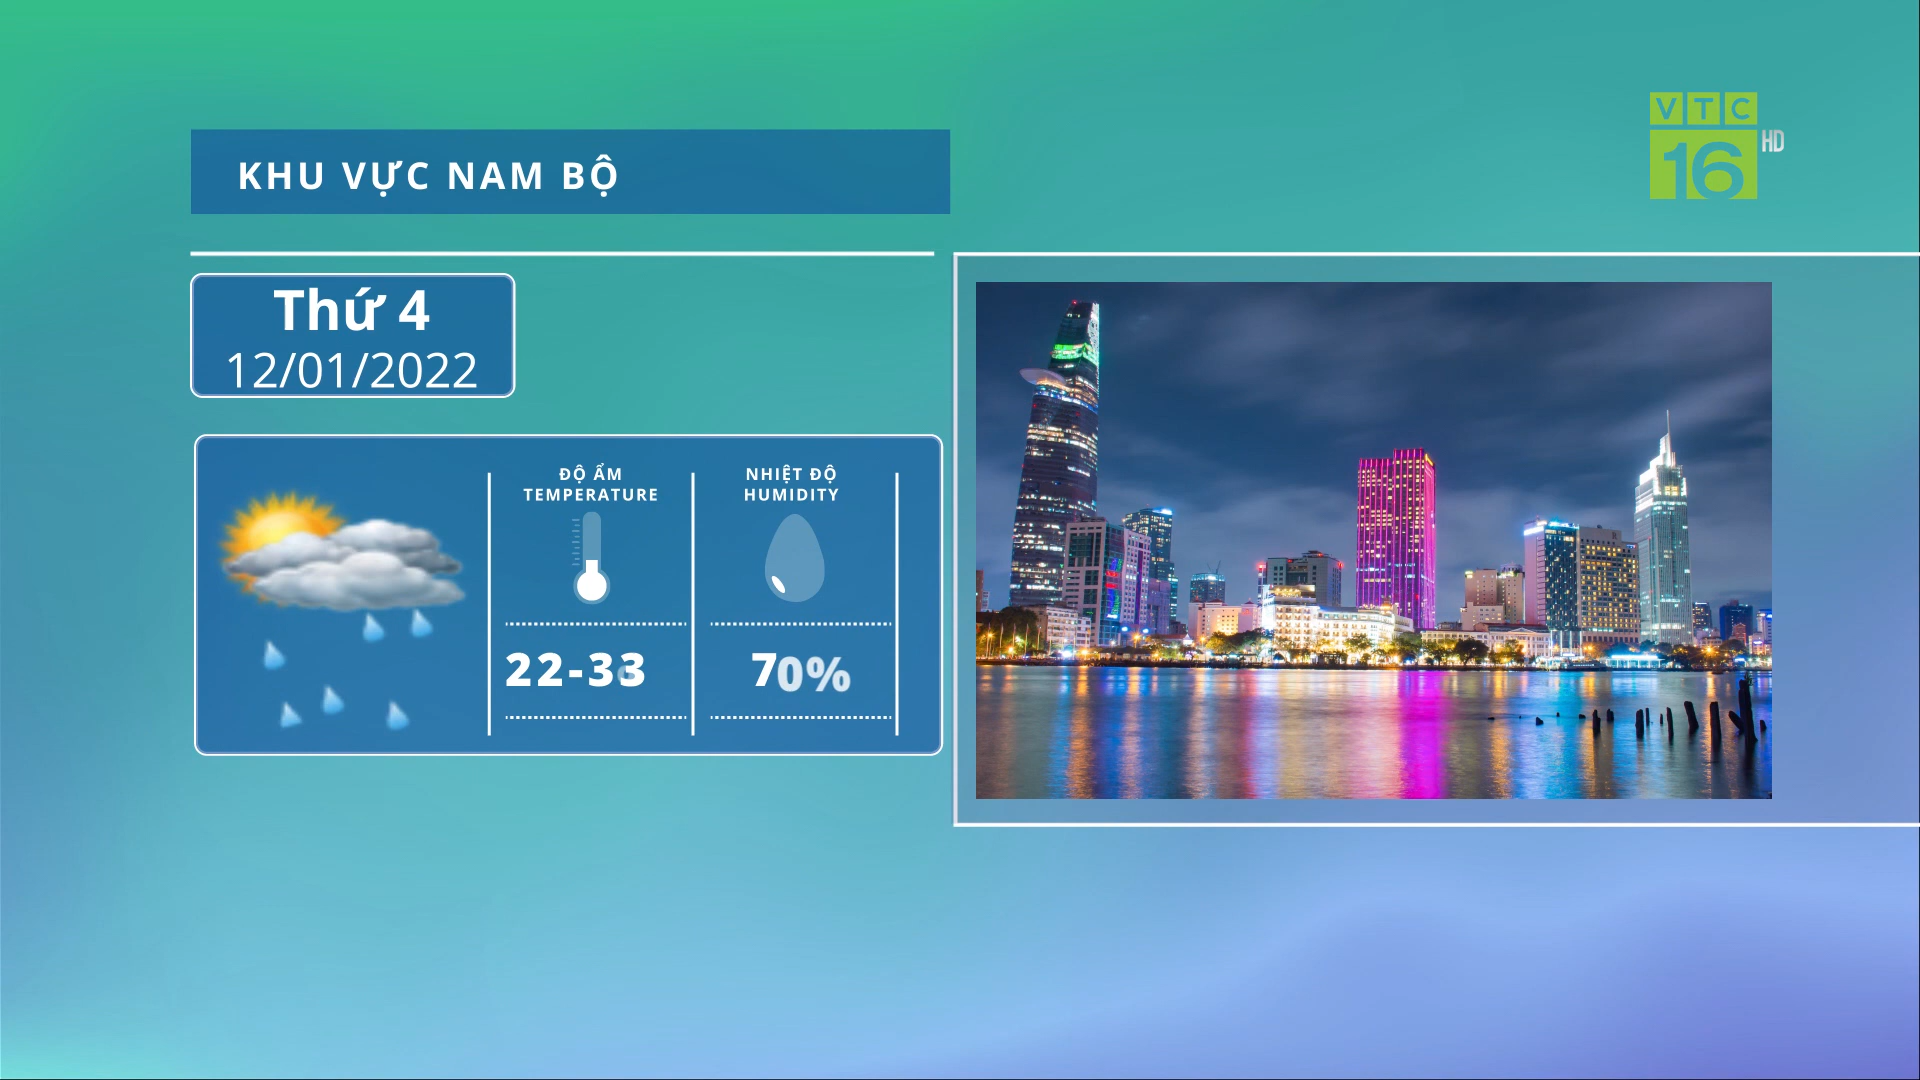 VTC
16
HD
KHU VỰC NAM BỘ
Thứ 4
12/01/2022
ĐỘ ẨM
TEMPERATURE
22-33
NHIỆT ĐỘ
HUMIDITY
70%